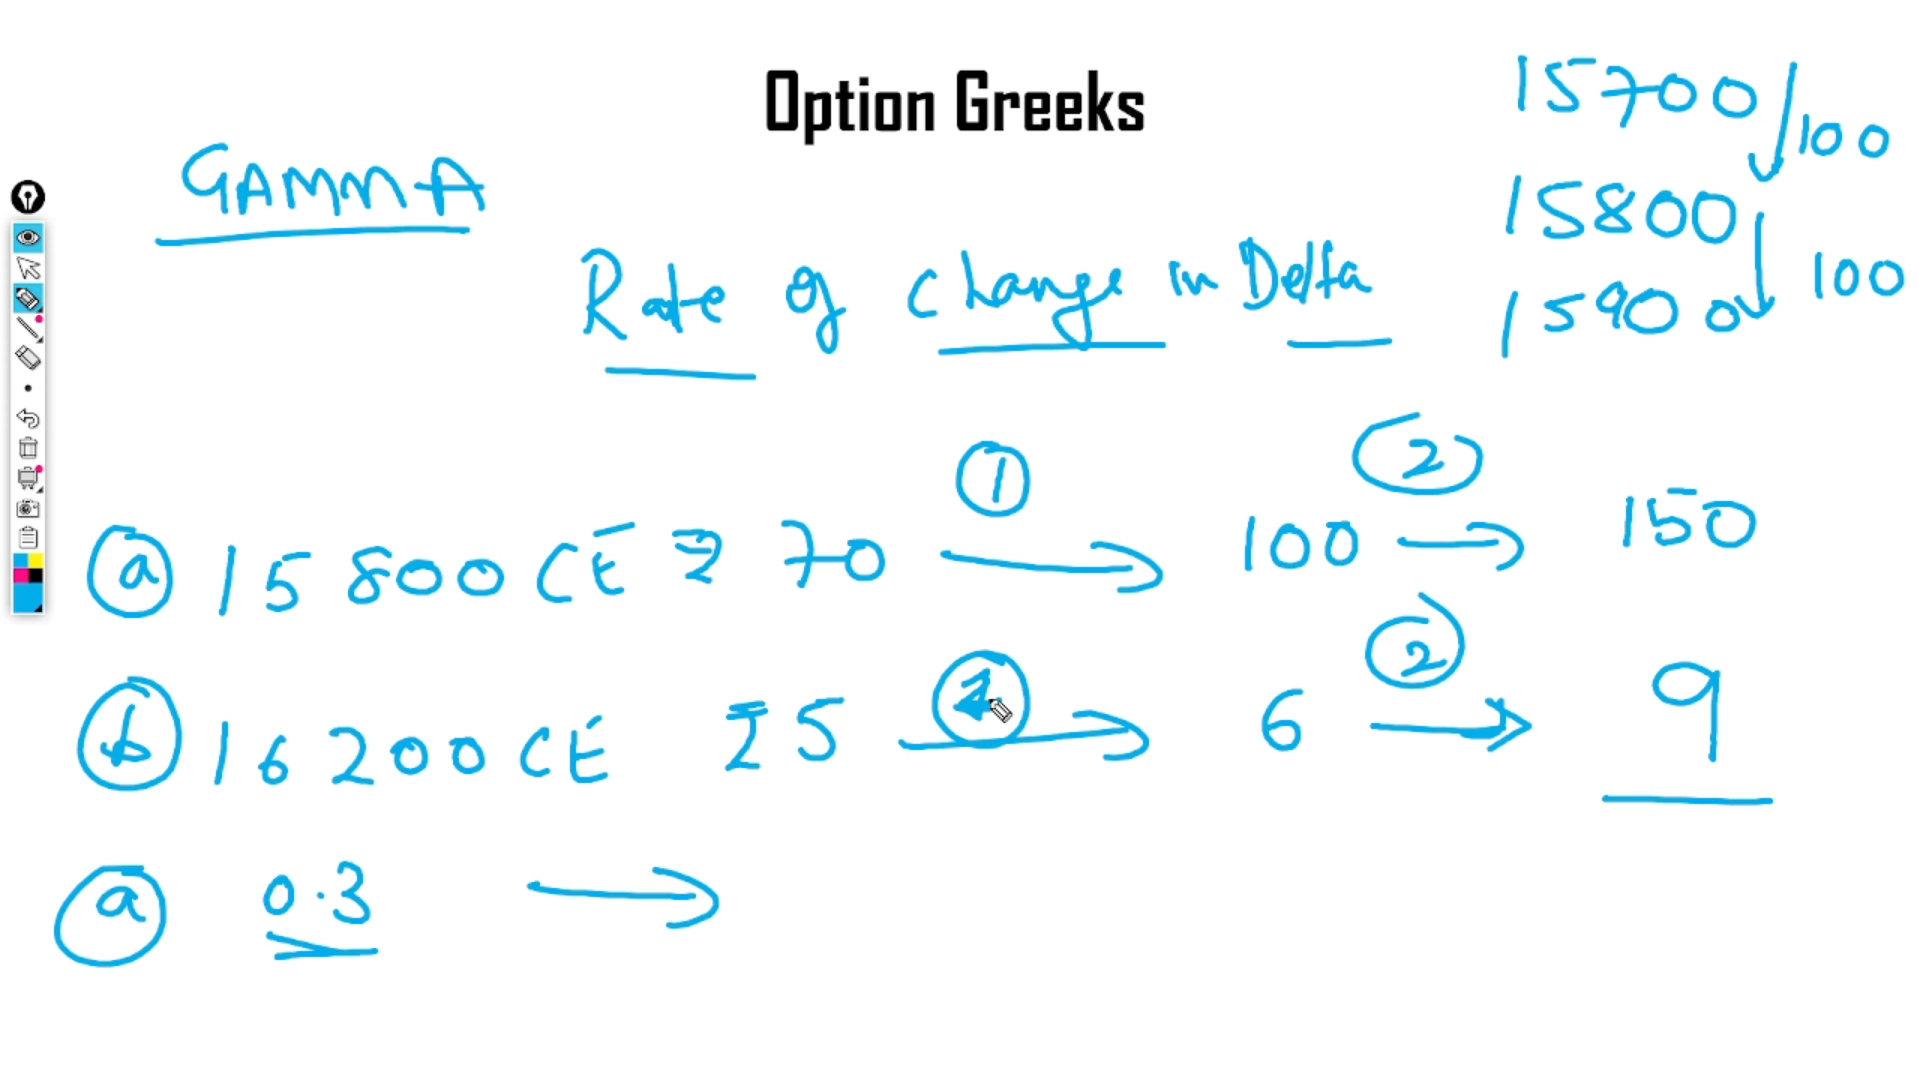 Option Greeks
GAMMA
Rate of change in Delta
15700
100
15800
100
15900
1
2
a 15800 CE ₹ 70 → 100 → 150
2
b 16200 CE ₹ 5 → 6 → 9
a 0.3 →